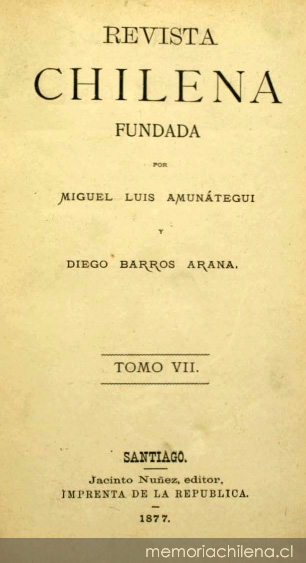 REVISTA
CHILENA
FUNDADA
POR
MIGUEL LUIS AMUNÁTEGUI
Y
DIEGO BARROS ARANA.
TOMO VII.
SANTIAGO.
Jacinto Nuñez, editor,
IMPRENTA DE LA REPUBLICA.
1877.
memoriachilena.cl